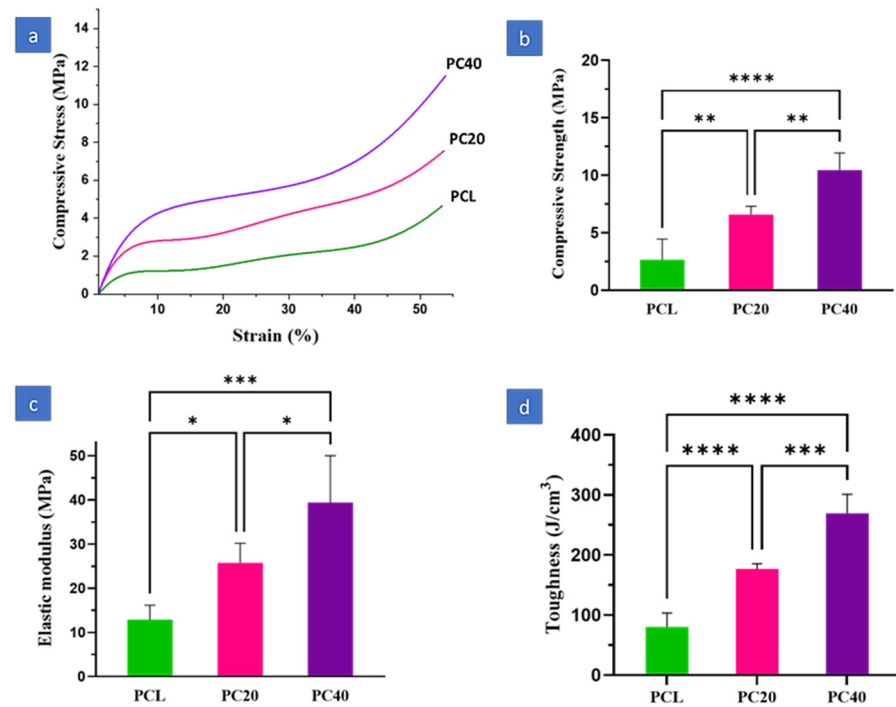 a
Compressive Stress (MPa)
14
12
10
8
6
4
2
0
10
20
30
40
50
Strain (%)
PC40
PC20
PCL
b
Compressive Strength (MPa)
20
15
10
5
0
****
**
**
PCL
PC20
PC40
c
Elastic modulus (MPa)
50
40
30
20
10
0
***
*
*
PCL
PC20
PC40
d
Toughness (J/cm³)
400
300
200
100
0
****
****
***
PCL
PC20
PC40